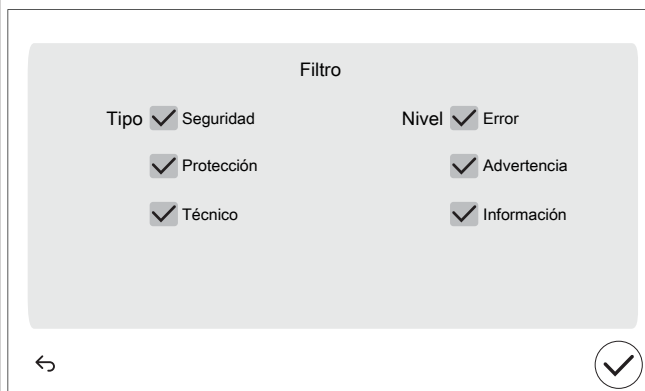 Filtro
Tipo Seguridad Nivel Error
Protección Advertencia
Técnico Información